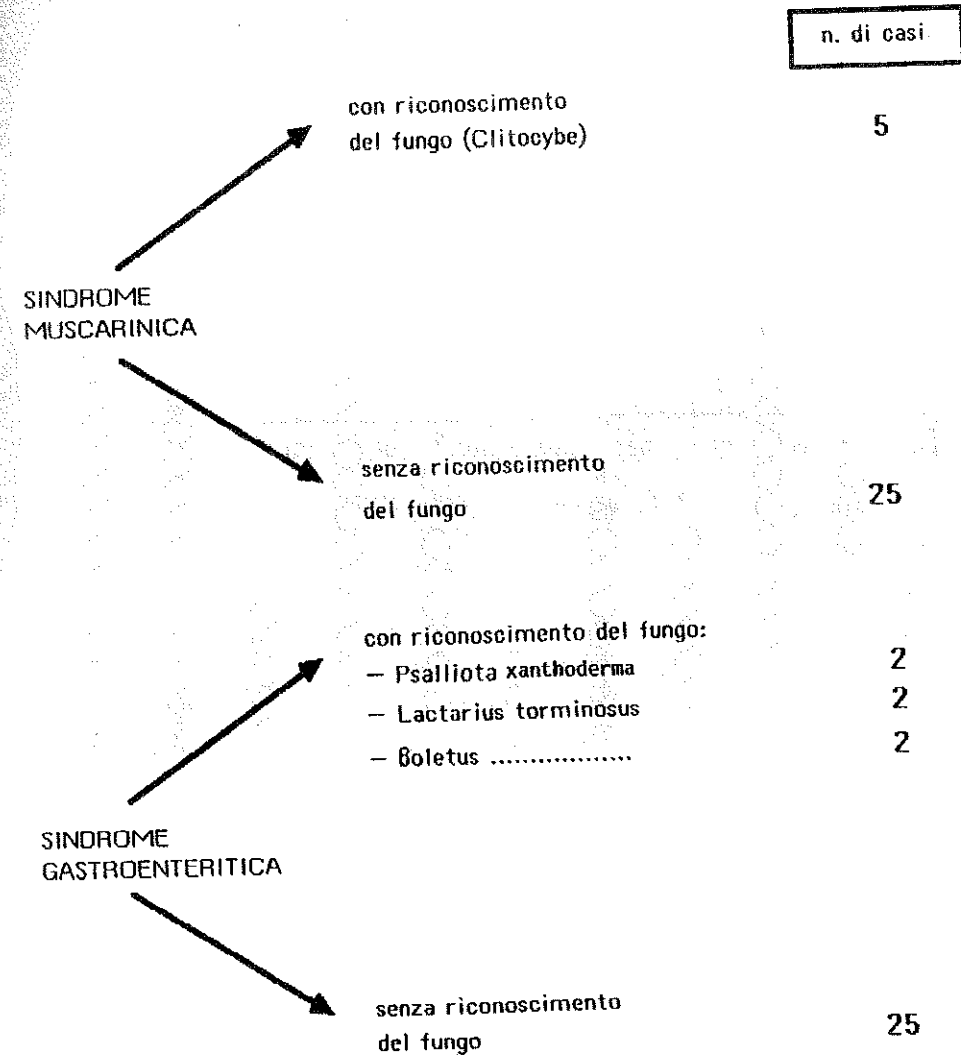 n. di casi
con riconoscimento
del fungo (Clitocybe)
5
SINDROME
MUSCARINICA
senza riconoscimento
del fungo
25
con riconoscimento del fungo:
– Psalliota xanthoderma 2
– Lactarius torminosus 2
– Boletus .................. 2
SINDROME
GASTROENTERITICA
senza riconoscimento
del fungo
25